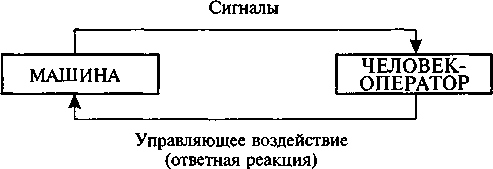 Сигналы
МАШИНА
ЧЕЛОВЕК-
ОПЕРАТОР
Управляющее воздействие
(ответная реакция)